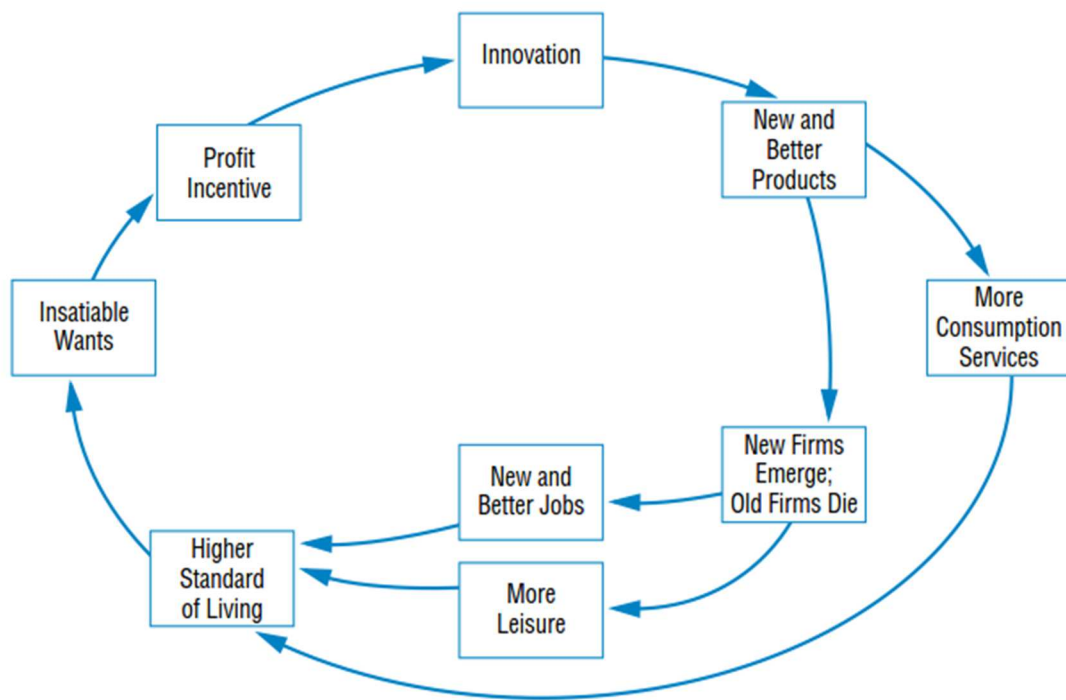 Innovation
New and
Better
Products
Profit
Incentive
Insatiable
Wants
More
Consumption
Services
New Firms
Emerge;
Old Firms Die
New and
Better Jobs
Higher
Standard
of Living
More
Leisure